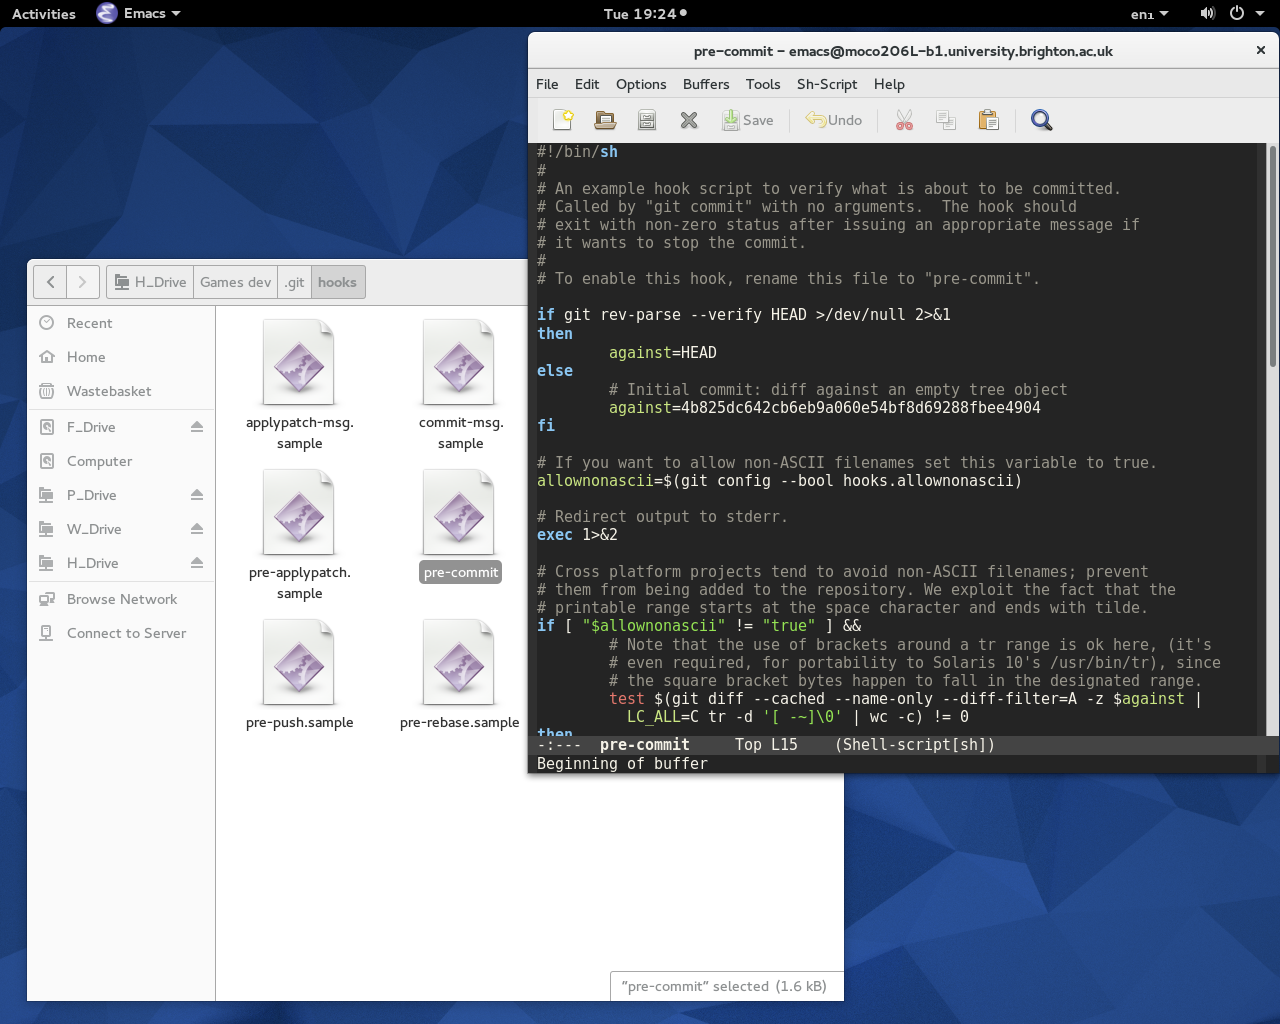 Activities
Emacs
Tue 19:24
en₁
pre-commit – emacs@moco206L-b1.university.brighton.ac.uk
File Edit Options Buffers Tools Sh-Script Help
Save
Undo
#!/bin/sh
#
# An example hook script to verify what is about to be committed.
# Called by "git commit" with no arguments.  The hook should
# exit with non-zero status after issuing an appropriate message if
# it wants to stop the commit.
#
# To enable this hook, rename this file to "pre-commit".
if git rev-parse --verify HEAD >/dev/null 2>&1
then
        against=HEAD
else
        # Initial commit: diff against an empty tree object
        against=4b825dc642cb6eb9a060e54bf8d69288fbee4904
fi
# If you want to allow non-ASCII filenames set this variable to true.
allownonascii=$(git config --bool hooks.allownonascii)
# Redirect output to stderr.
exec 1>&2
# Cross platform projects tend to avoid non-ASCII filenames; prevent
# them from being added to the repository. We exploit the fact that the
# printable range starts at the space character and ends with tilde.
if [ "$allownonascii" != "true" ] &&
        # Note that the use of brackets around a tr range is ok here, (it's
        # even required, for portability to Solaris 10's /usr/bin/tr), since
        # the square bracket bytes happen to fall in the designated range.
        test $(git diff --cached --name-only --diff-filter=A -z $against |
          LC_ALL=C tr -d '[ -~]\0' | wc -c) != 0
then
-:---  pre-commit     Top L15    (Shell-script[sh])
Beginning of buffer
H_Drive
Games dev
.git
hooks
Recent
Home
Wastebasket
F_Drive
Computer
P_Drive
W_Drive
H_Drive
Browse Network
Connect to Server
applypatch-msg.
sample
commit-msg.
sample
pre-applypatch.
sample
pre-commit
pre-push.sample
pre-rebase.sample
“pre-commit” selected (1.6 kB)